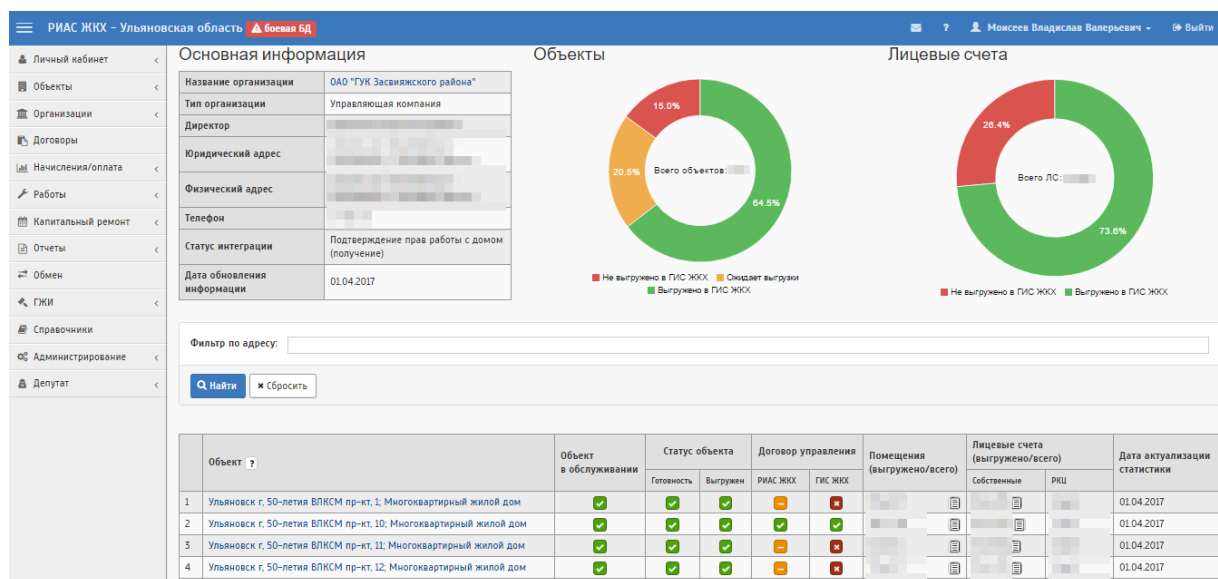 РИАС ЖКХ – Ульяновская область боевая БД
? Моисеев Владислав Валерьевич Выйти
Личный кабинет
Объекты
Организации
Договоры
Начисления/оплата
Работы
Капитальный ремонт
Отчеты
Обмен
ГЖИ
Справочники
Администрирование
Депутат
Основная информация
Название организации ОАО "ГУК Засвияжского района"
Тип организации Управляющая компания
Директор
Юридический адрес
Физический адрес
Телефон
Статус интеграции Подтверждение прав работы с домом
(получение)
Дата обновления
информации 01.04.2017
Объекты
15.0%
20.5%
64.5%
Всего объектов:
Не выгружено в ГИС ЖКХ Ожидает выгрузки
Выгружено в ГИС ЖКХ
Лицевые счета
26.4%
Всего ЛС:
73.6%
Не выгружено в ГИС ЖКХ Выгружено в ГИС ЖКХ
Фильтр по адресу:
Найти Сбросить
Объект ?
Объект
в обслуживании
Статус объекта
Готовность Выгружен
Договор управления
РИАС ЖКХ ГИС ЖКХ
Помещения
(выгружено/всего)
Лицевые счета
(выгружено/всего)
Собственные РКЦ
Дата актуализации
статистики
1 Ульяновск г, 50-летия ВЛКСМ пр-кт, 1; Многоквартирный жилой дом 01.04.2017
2 Ульяновск г, 50-летия ВЛКСМ пр-кт, 10; Многоквартирный жилой дом 01.04.2017
3 Ульяновск г, 50-летия ВЛКСМ пр-кт, 11; Многоквартирный жилой дом 01.04.2017
4 Ульяновск г, 50-летия ВЛКСМ пр-кт, 12; Многоквартирный жилой дом 01.04.2017